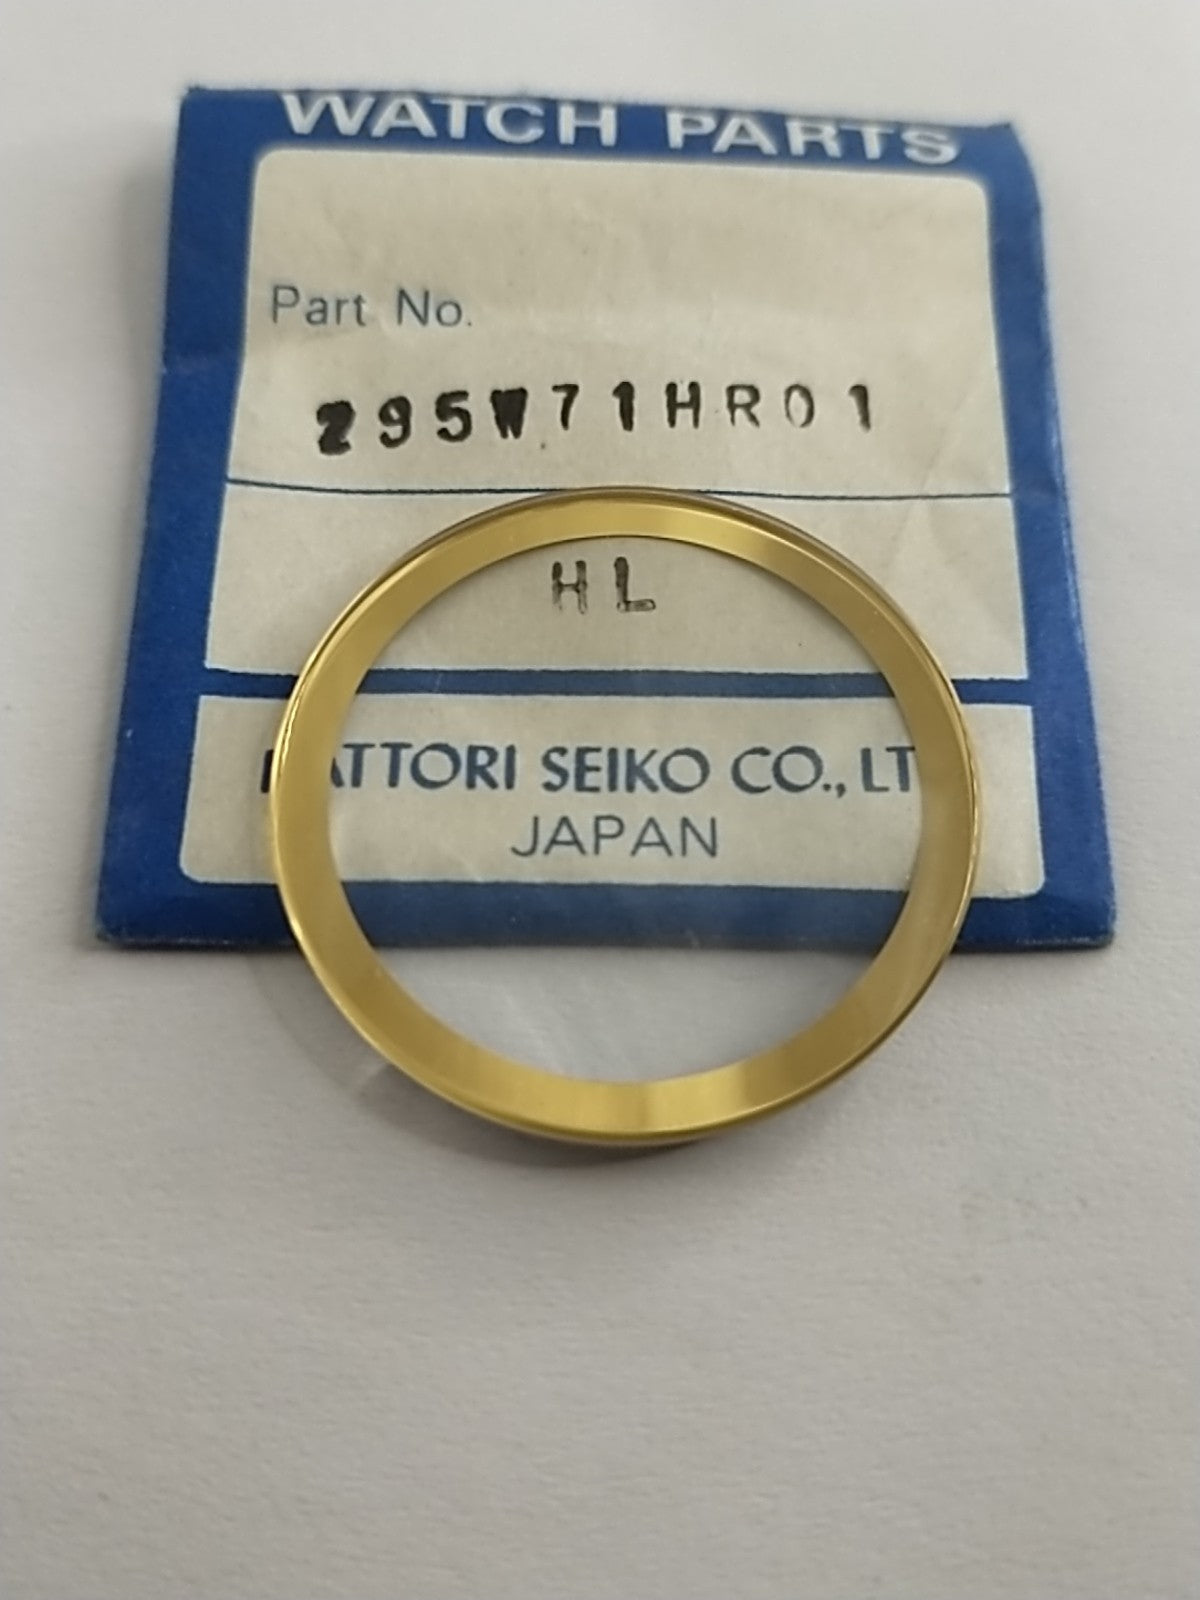 WATCH PARTS
Part No.
295W71HR01
HL
ATTORI SEIKO CO., LT
JAPAN